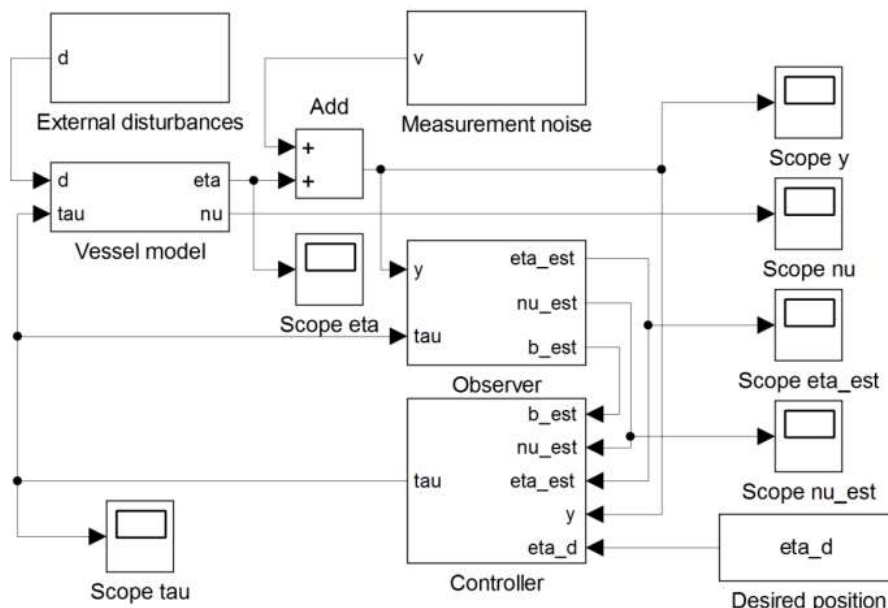 d
External disturbances
v
Measurement noise
Add
+
+
Scope y
d
tau
eta
nu
Vessel model
Scope nu
Scope eta
y
tau
eta_est
nu_est
b_est
Observer
Scope eta_est
tau
b_est
nu_est
eta_est
y
eta_d
Controller
Scope nu_est
eta_d
Desired position
Scope tau